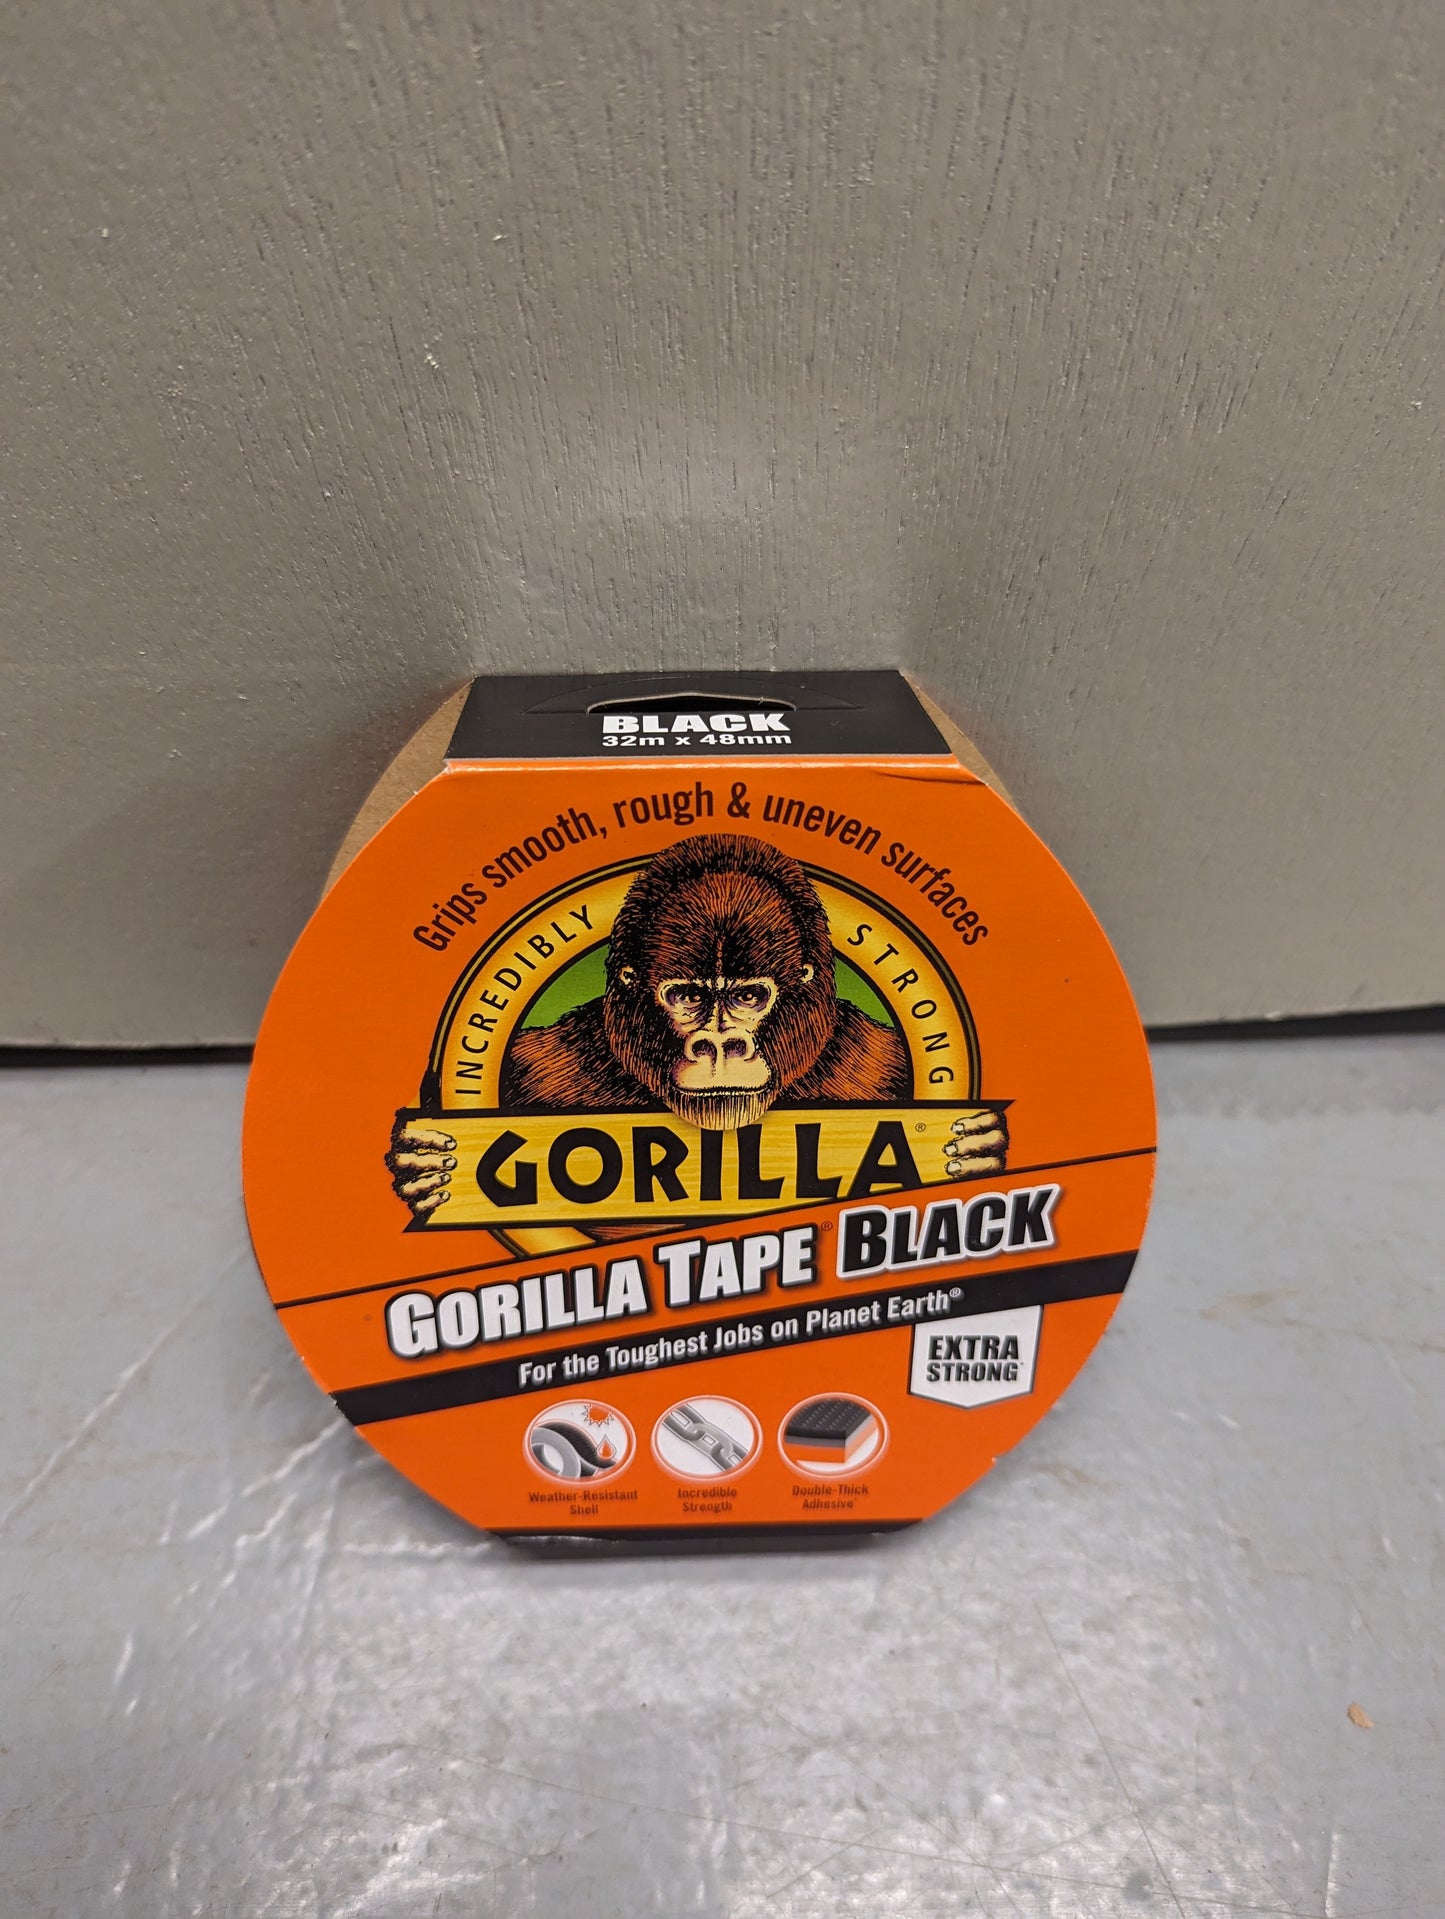 BLACK
32m x 48mm
Grips smooth, rough & uneven surfaces
INCREDIBLY STRONG
GORILLA®
GORILLA TAPE® BLACK
For the Toughest Jobs on Planet Earth®
EXTRA
STRONG*
Weather-Resistant
Shell
Incredible
Strength
Double-Thick
Adhesive*